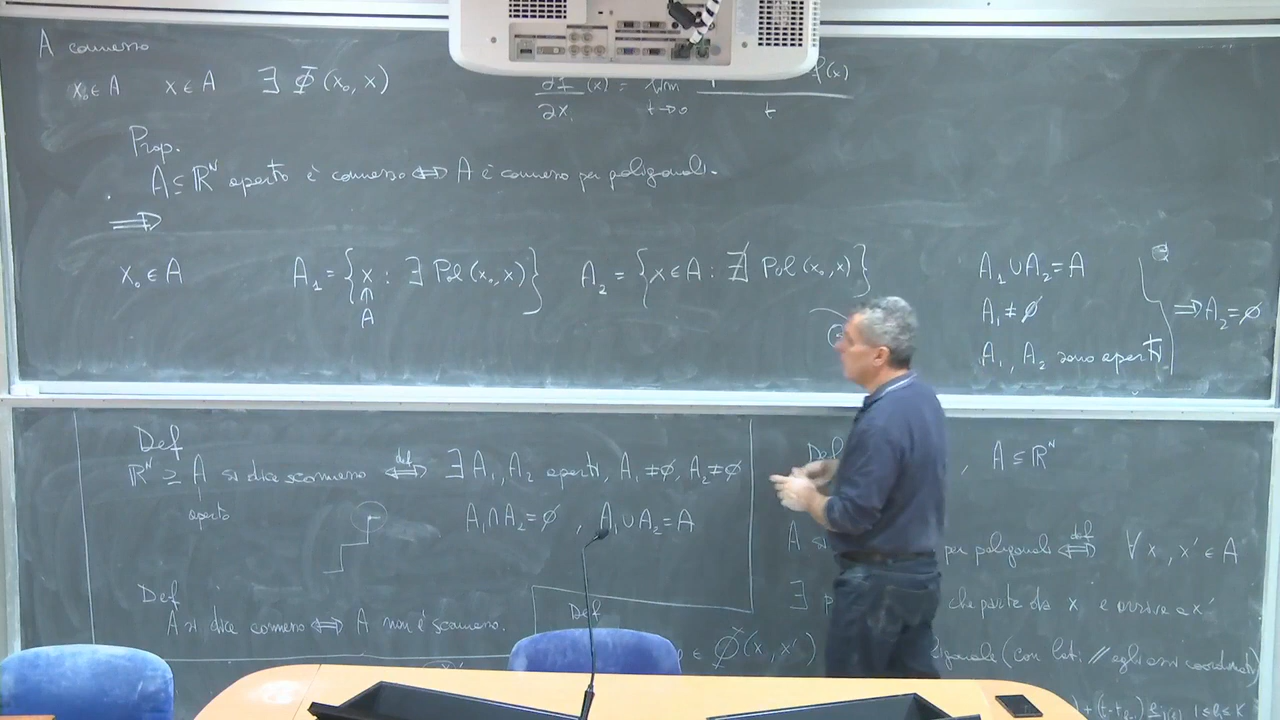 A connesso
x₀ ∈ A   x ∈ A   ∃ Φ(x₀, x)
∂f/∂xᵢ (x) = lim t→0 f(x) / t
Prop.
A ⊆ ℝᴺ aperto è connesso ⟺ A è connesso per poligonali.
⟹
x₀ ∈ A   A₁ = { x : ∃ Pol(x₀, x) }   A₂ = { x ∈ A : ∄ Pol(x₀, x) }
↑
A
A₁ ∪ A₂ = A
A₁ ≠ ∅   ⟹ A₂ = ∅
A₁, A₂ sono aperti
Def
ℝᴺ ⊇ A si dice sconnesso ⟺ def ∃ A₁, A₂ aperti, A₁ ≠ ∅, A₂ ≠ ∅
aperto   A₁ ∩ A₂ = ∅ , A₁ ∪ A₂ = A
Def
A si dice connesso ⟺ A non è sconnesso.
Def
∈ Φ(x, x')
Def , A ⊆ ℝᴺ
A per poligonali ⟺ def ∀ x, x' ∈ A
∃ che parte da x e arriva a x'
(con lati // agli assi coordinati)
1 ≤ k ≤ K